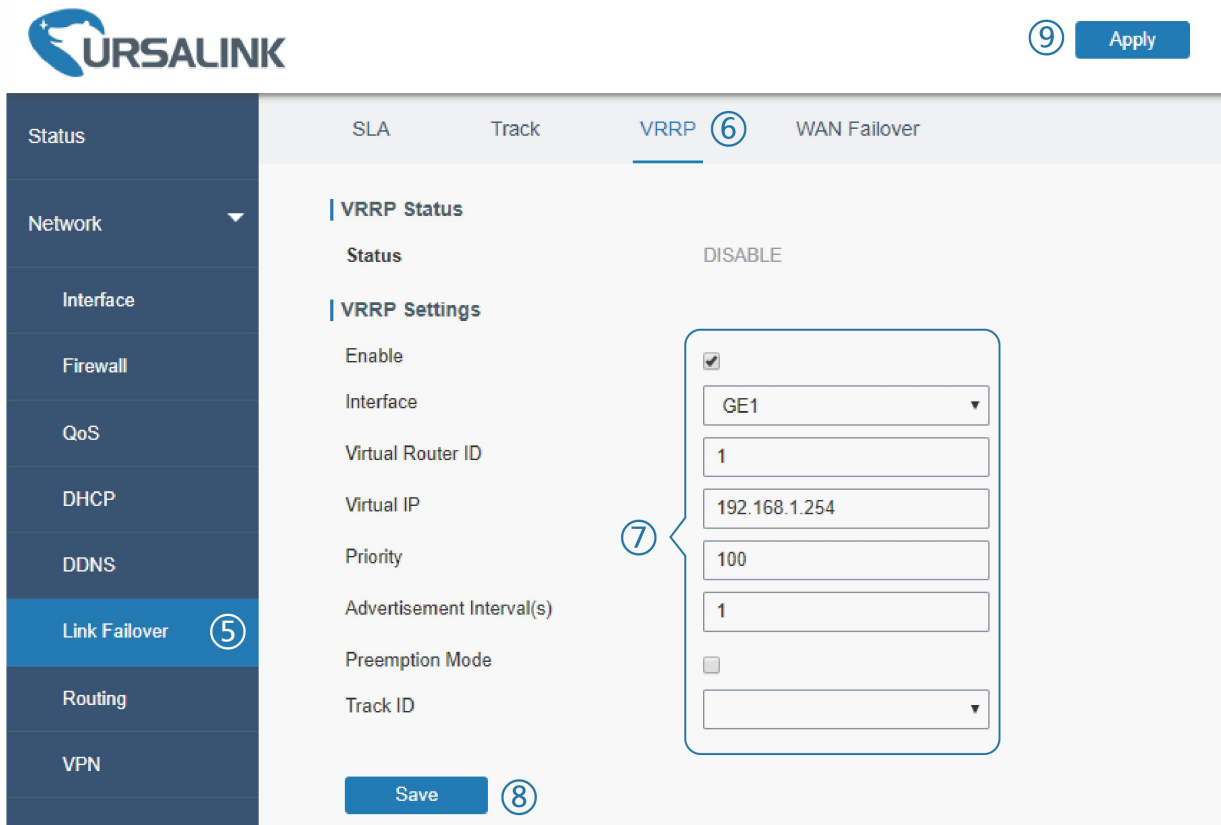 URSALINK
⑨ Apply
Status
Network
Interface
Firewall
QoS
DHCP
DDNS
Link Failover ⑤
Routing
VPN
SLA Track VRRP ⑥ WAN Failover
VRRP Status
Status DISABLE
VRRP Settings
Enable
Interface GE1
Virtual Router ID 1
Virtual IP 192.168.1.254
⑦
Priority 100
Advertisement Interval(s) 1
Preemption Mode
Track ID
Save ⑧